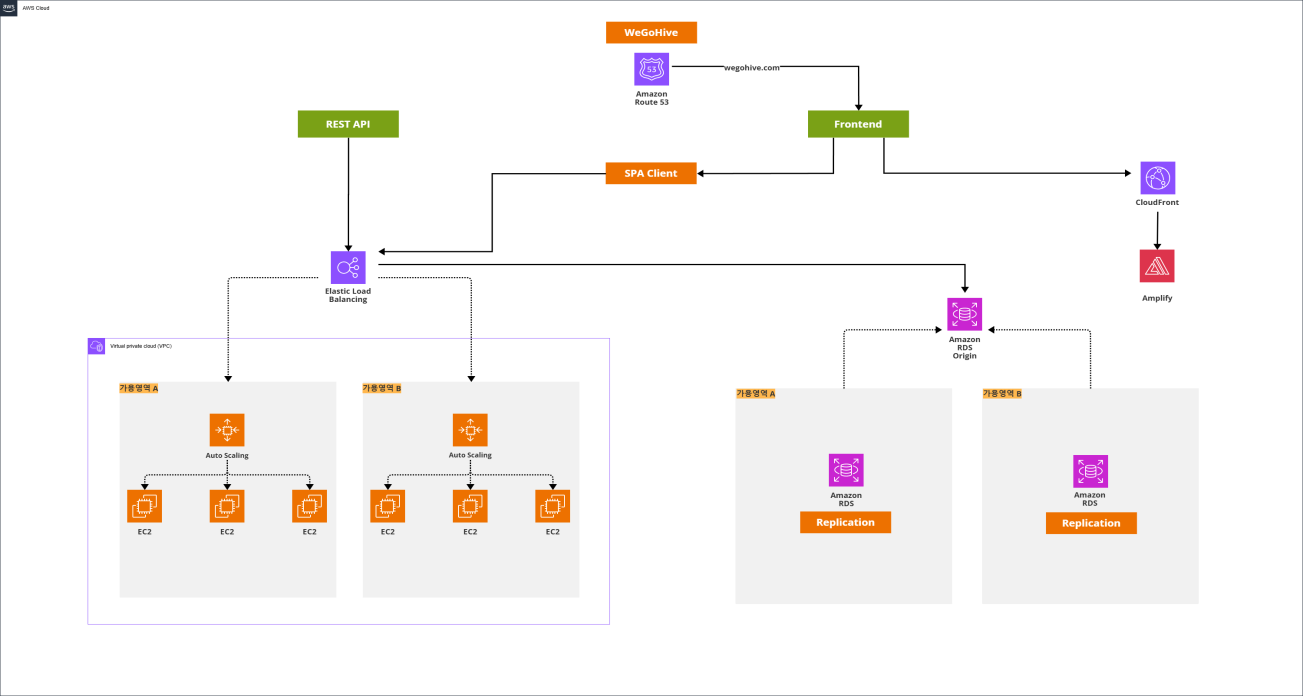 aws
AWS Cloud
WeGoHive
53
wegohive.com
Amazon
Route 53
REST API
Frontend
SPA Client
CloudFront
Elastic Load
Balancing
Amplify
Amazon
RDS
Origin
Virtual private cloud (VPC)
가용영역 A
가용영역 B
가용영역 A
가용영역 B
Auto Scaling
Auto Scaling
EC2
EC2
EC2
EC2
EC2
EC2
Amazon
RDS
Replication
Amazon
RDS
Replication